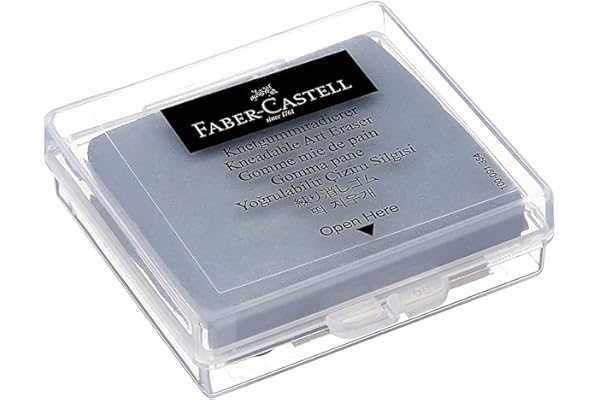 FABER-CASTELL
since 1761
Knetgummiradierer
Kneadable Art Eraser
Gomme mie de pain
Gomma pane
Yoğrulabilir Çizim Silgisi
練り消しゴム
떡 지우개
Open Here